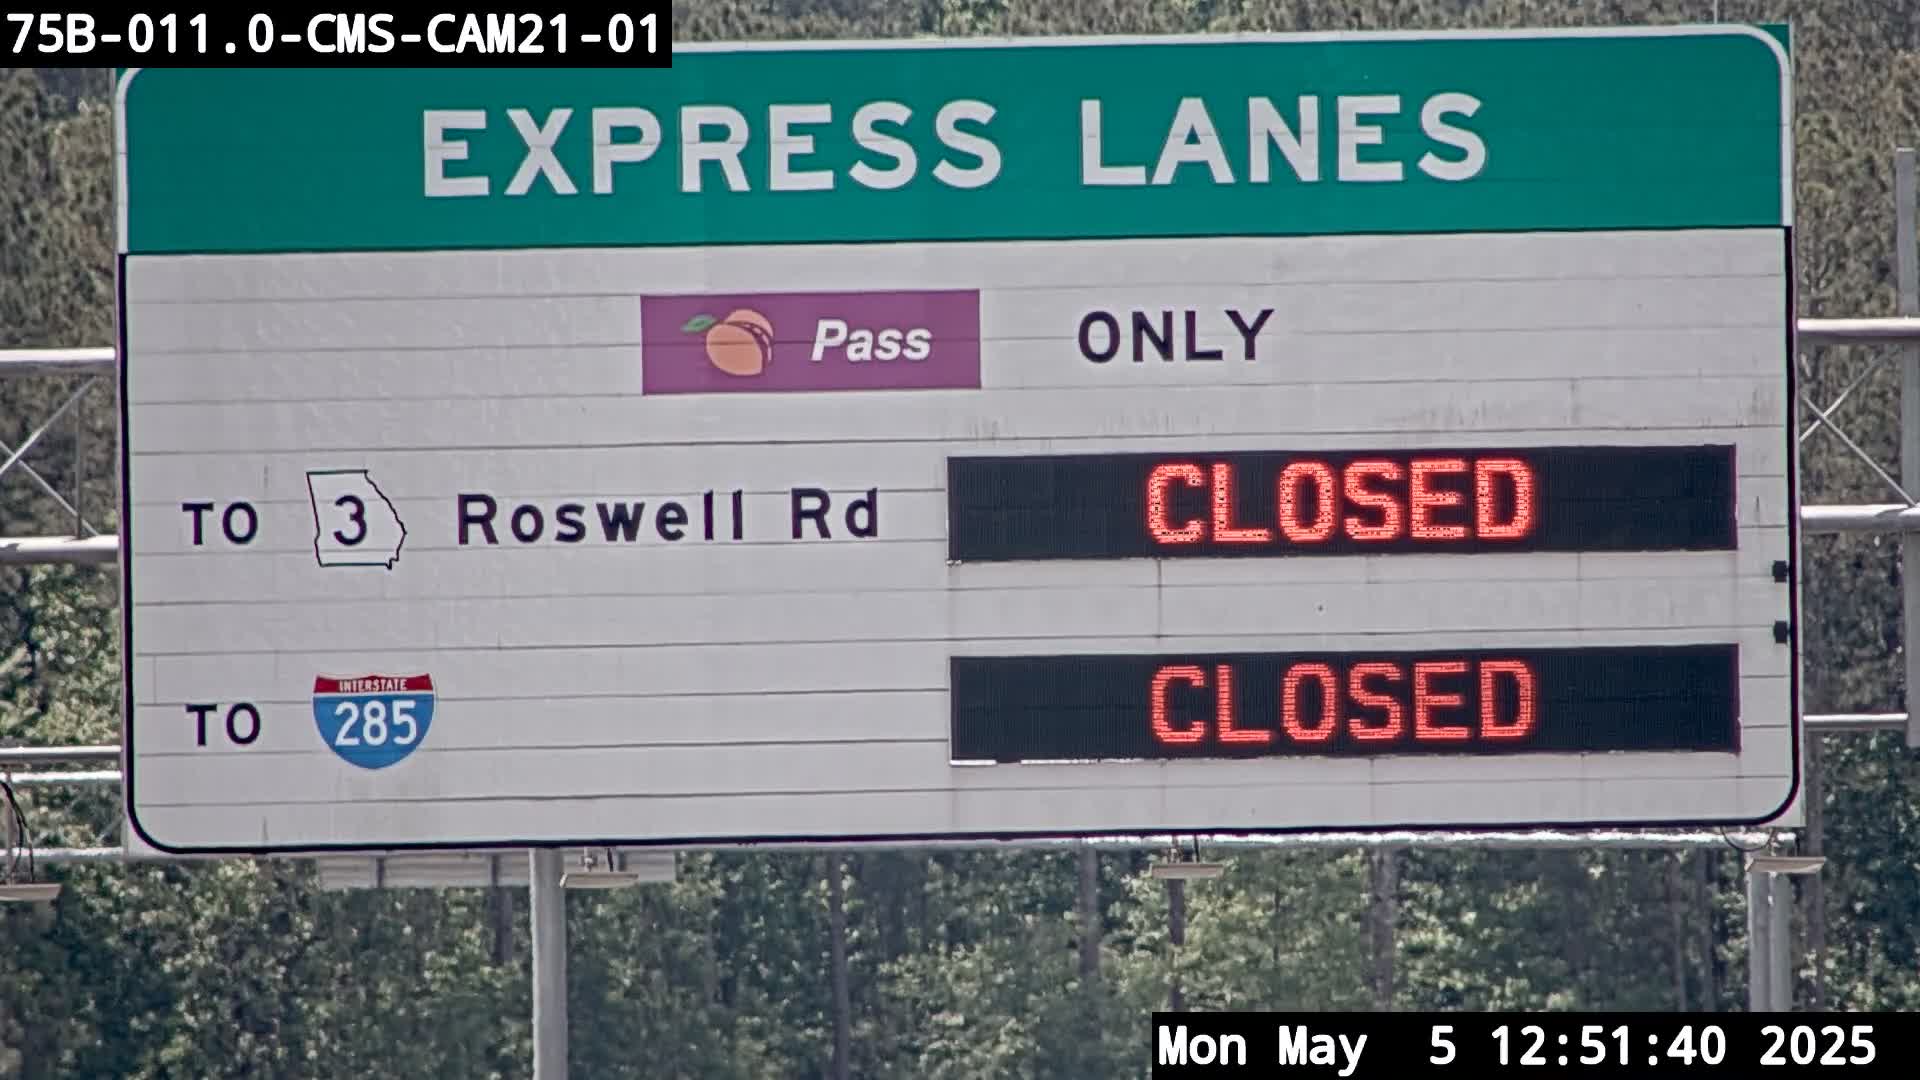 75B-011.0-CMS-CAM21-01
EXPRESS LANES
Pass ONLY
TO 3 Roswell Rd CLOSED
INTERSTATE
TO 285 CLOSED
Mon May 5 12:51:40 2025